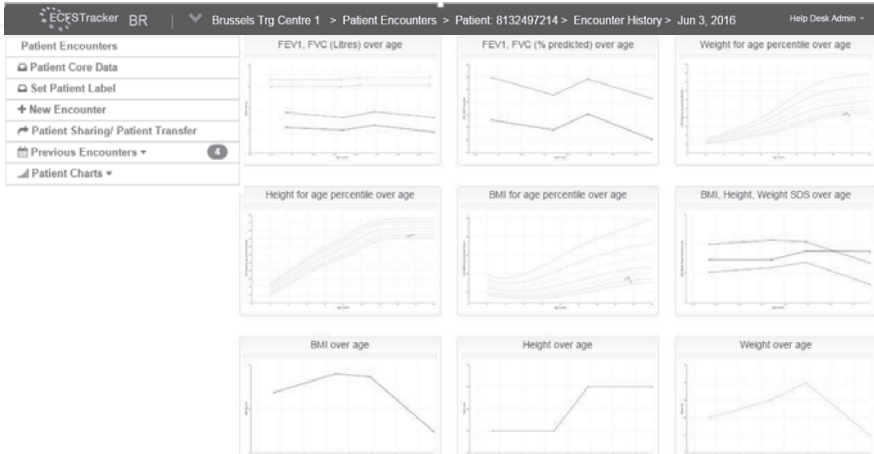 ECFSTracker BR | Brussels Trg Centre 1 > Patient Encounters > Patient: 8132497214 > Encounter History > Jun 3, 2016 Help Desk Admin
Patient Encounters
Patient Core Data
Set Patient Label
New Encounter
Patient Sharing/ Patient Transfer
Previous Encounters 4
Patient Charts
FEV1, FVC (Litres) over age
FEV1, FVC (% predicted) over age
Weight for age percentile over age
Height for age percentile over age
BMI for age percentile over age
BMI, Height, Weight SDS over age
BMI over age
Height over age
Weight over age